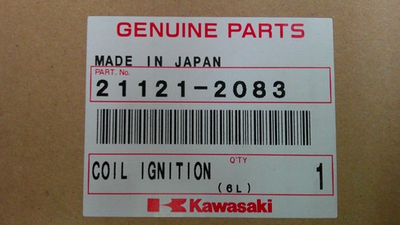 GENUINE PARTS
MADE IN JAPAN
PART. No.
21121-2083
Q'TY
COIL IGNITION 1
(6L)
Kawasaki